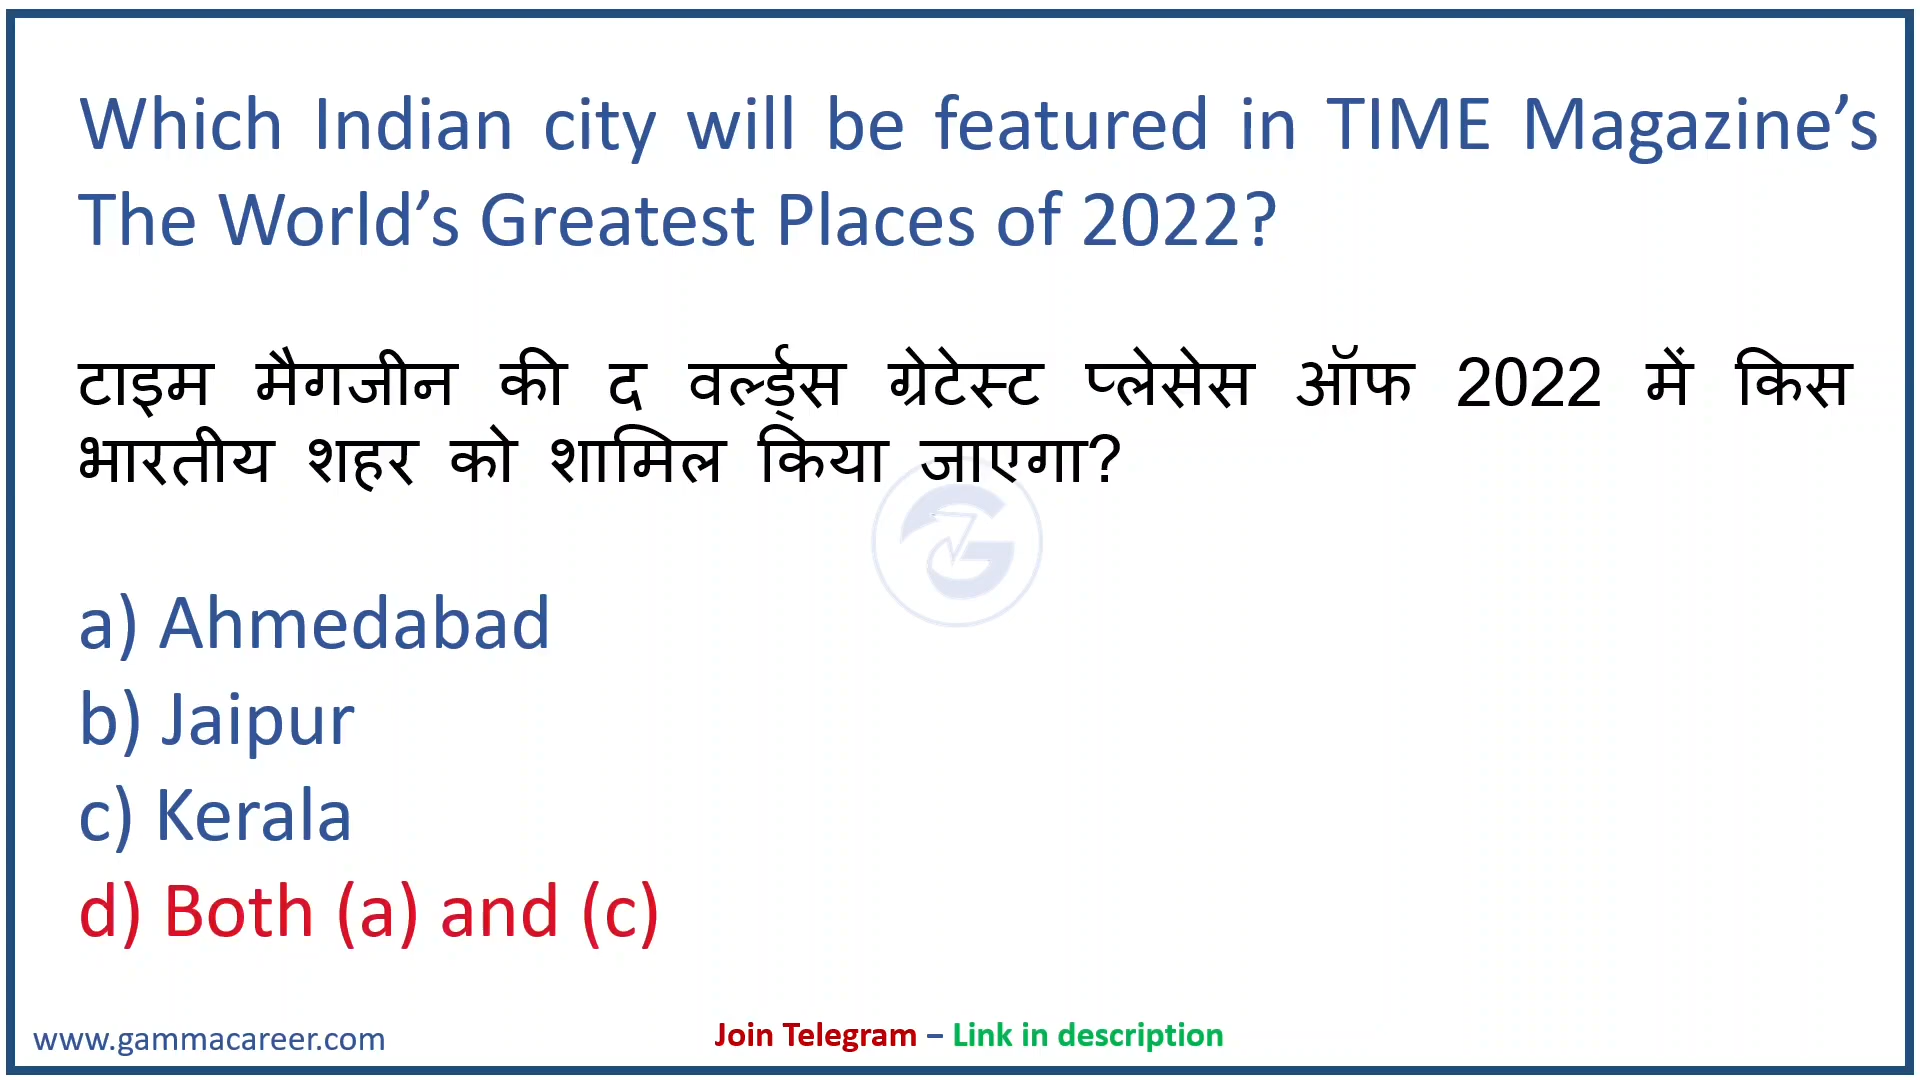 Which Indian city will be featured in TIME Magazine’s
The World’s Greatest Places of 2022?
टाइम मैगजीन की द वर्ल्ड्स ग्रेटेस्ट प्लेसेस ऑफ 2022 में किस
भारतीय शहर को शामिल किया जाएगा?
a) Ahmedabad
b) Jaipur
c) Kerala
d) Both (a) and (c)
www.gammacareer.com
Join Telegram – Link in description